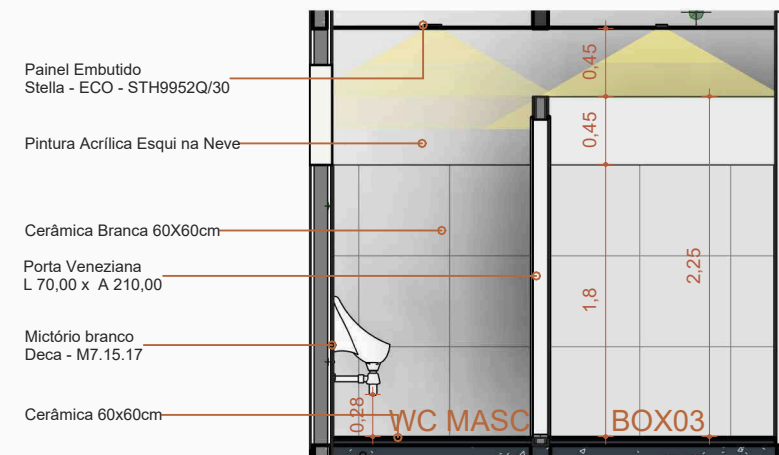 Painel Embutido
Stella - ECO - STH9952Q/30
Pintura Acrílica Esqui na Neve
Cerâmica Branca 60X60cm
Porta Veneziana
L 70,00 x A 210,00
Mictório branco
Deca - M7.15.17
Cerâmica 60x60cm
0,45
0,45
1,8
2,25
0,28
WC MASC
BOX03